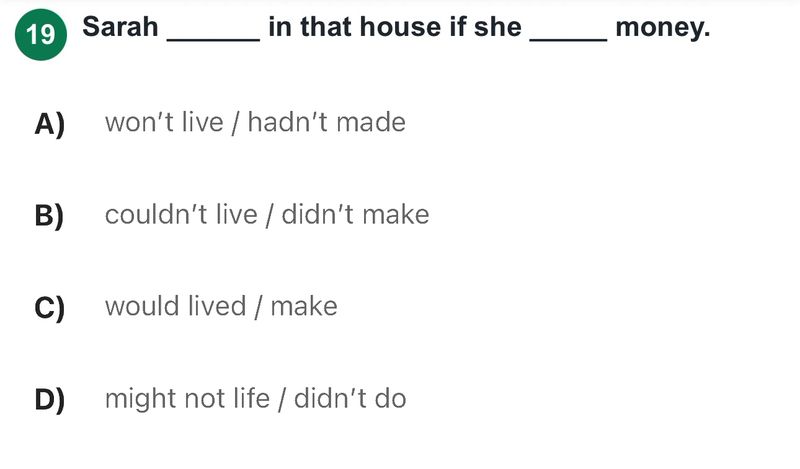 19 Sarah ______ in that house if she _____ money.
A) won't live / hadn't made
B) couldn't live / didn't make
C) would lived / make
D) might not life / didn't do